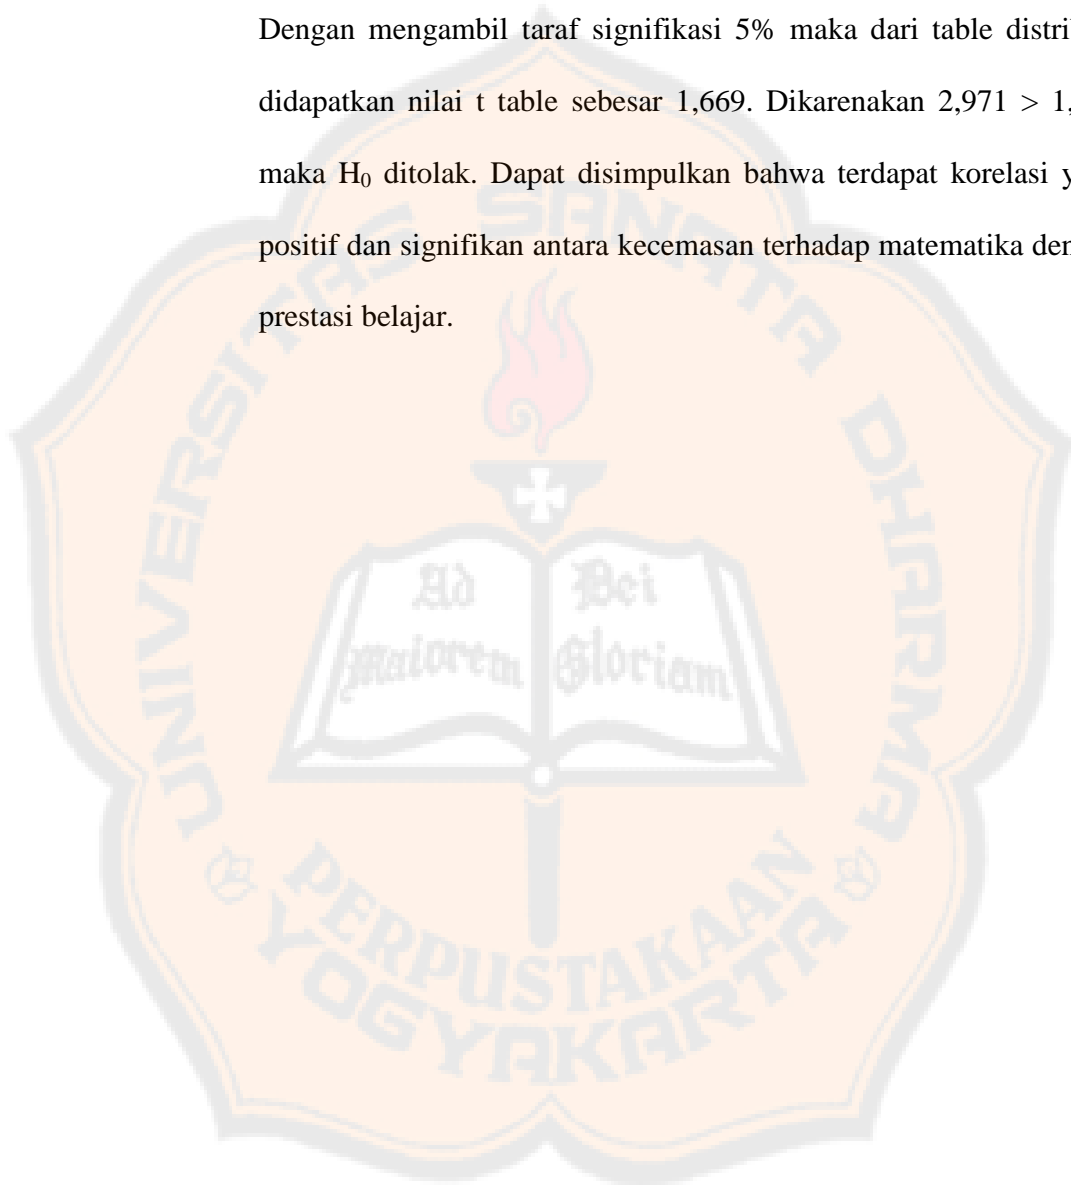 Dengan mengambil taraf signifikasi 5% maka dari table distri
didapatkan nilai t table sebesar 1,669. Dikarenakan 2,971 > 1,
maka H₀ ditolak. Dapat disimpulkan bahwa terdapat korelasi y
positif dan signifikan antara kecemasan terhadap matematika den
prestasi belajar.
UNIVERSITAS SANATA DHARMA
Ad Dei
Maiorem Gloriam
PERPUSTAKAAN
YOGYAKARTA